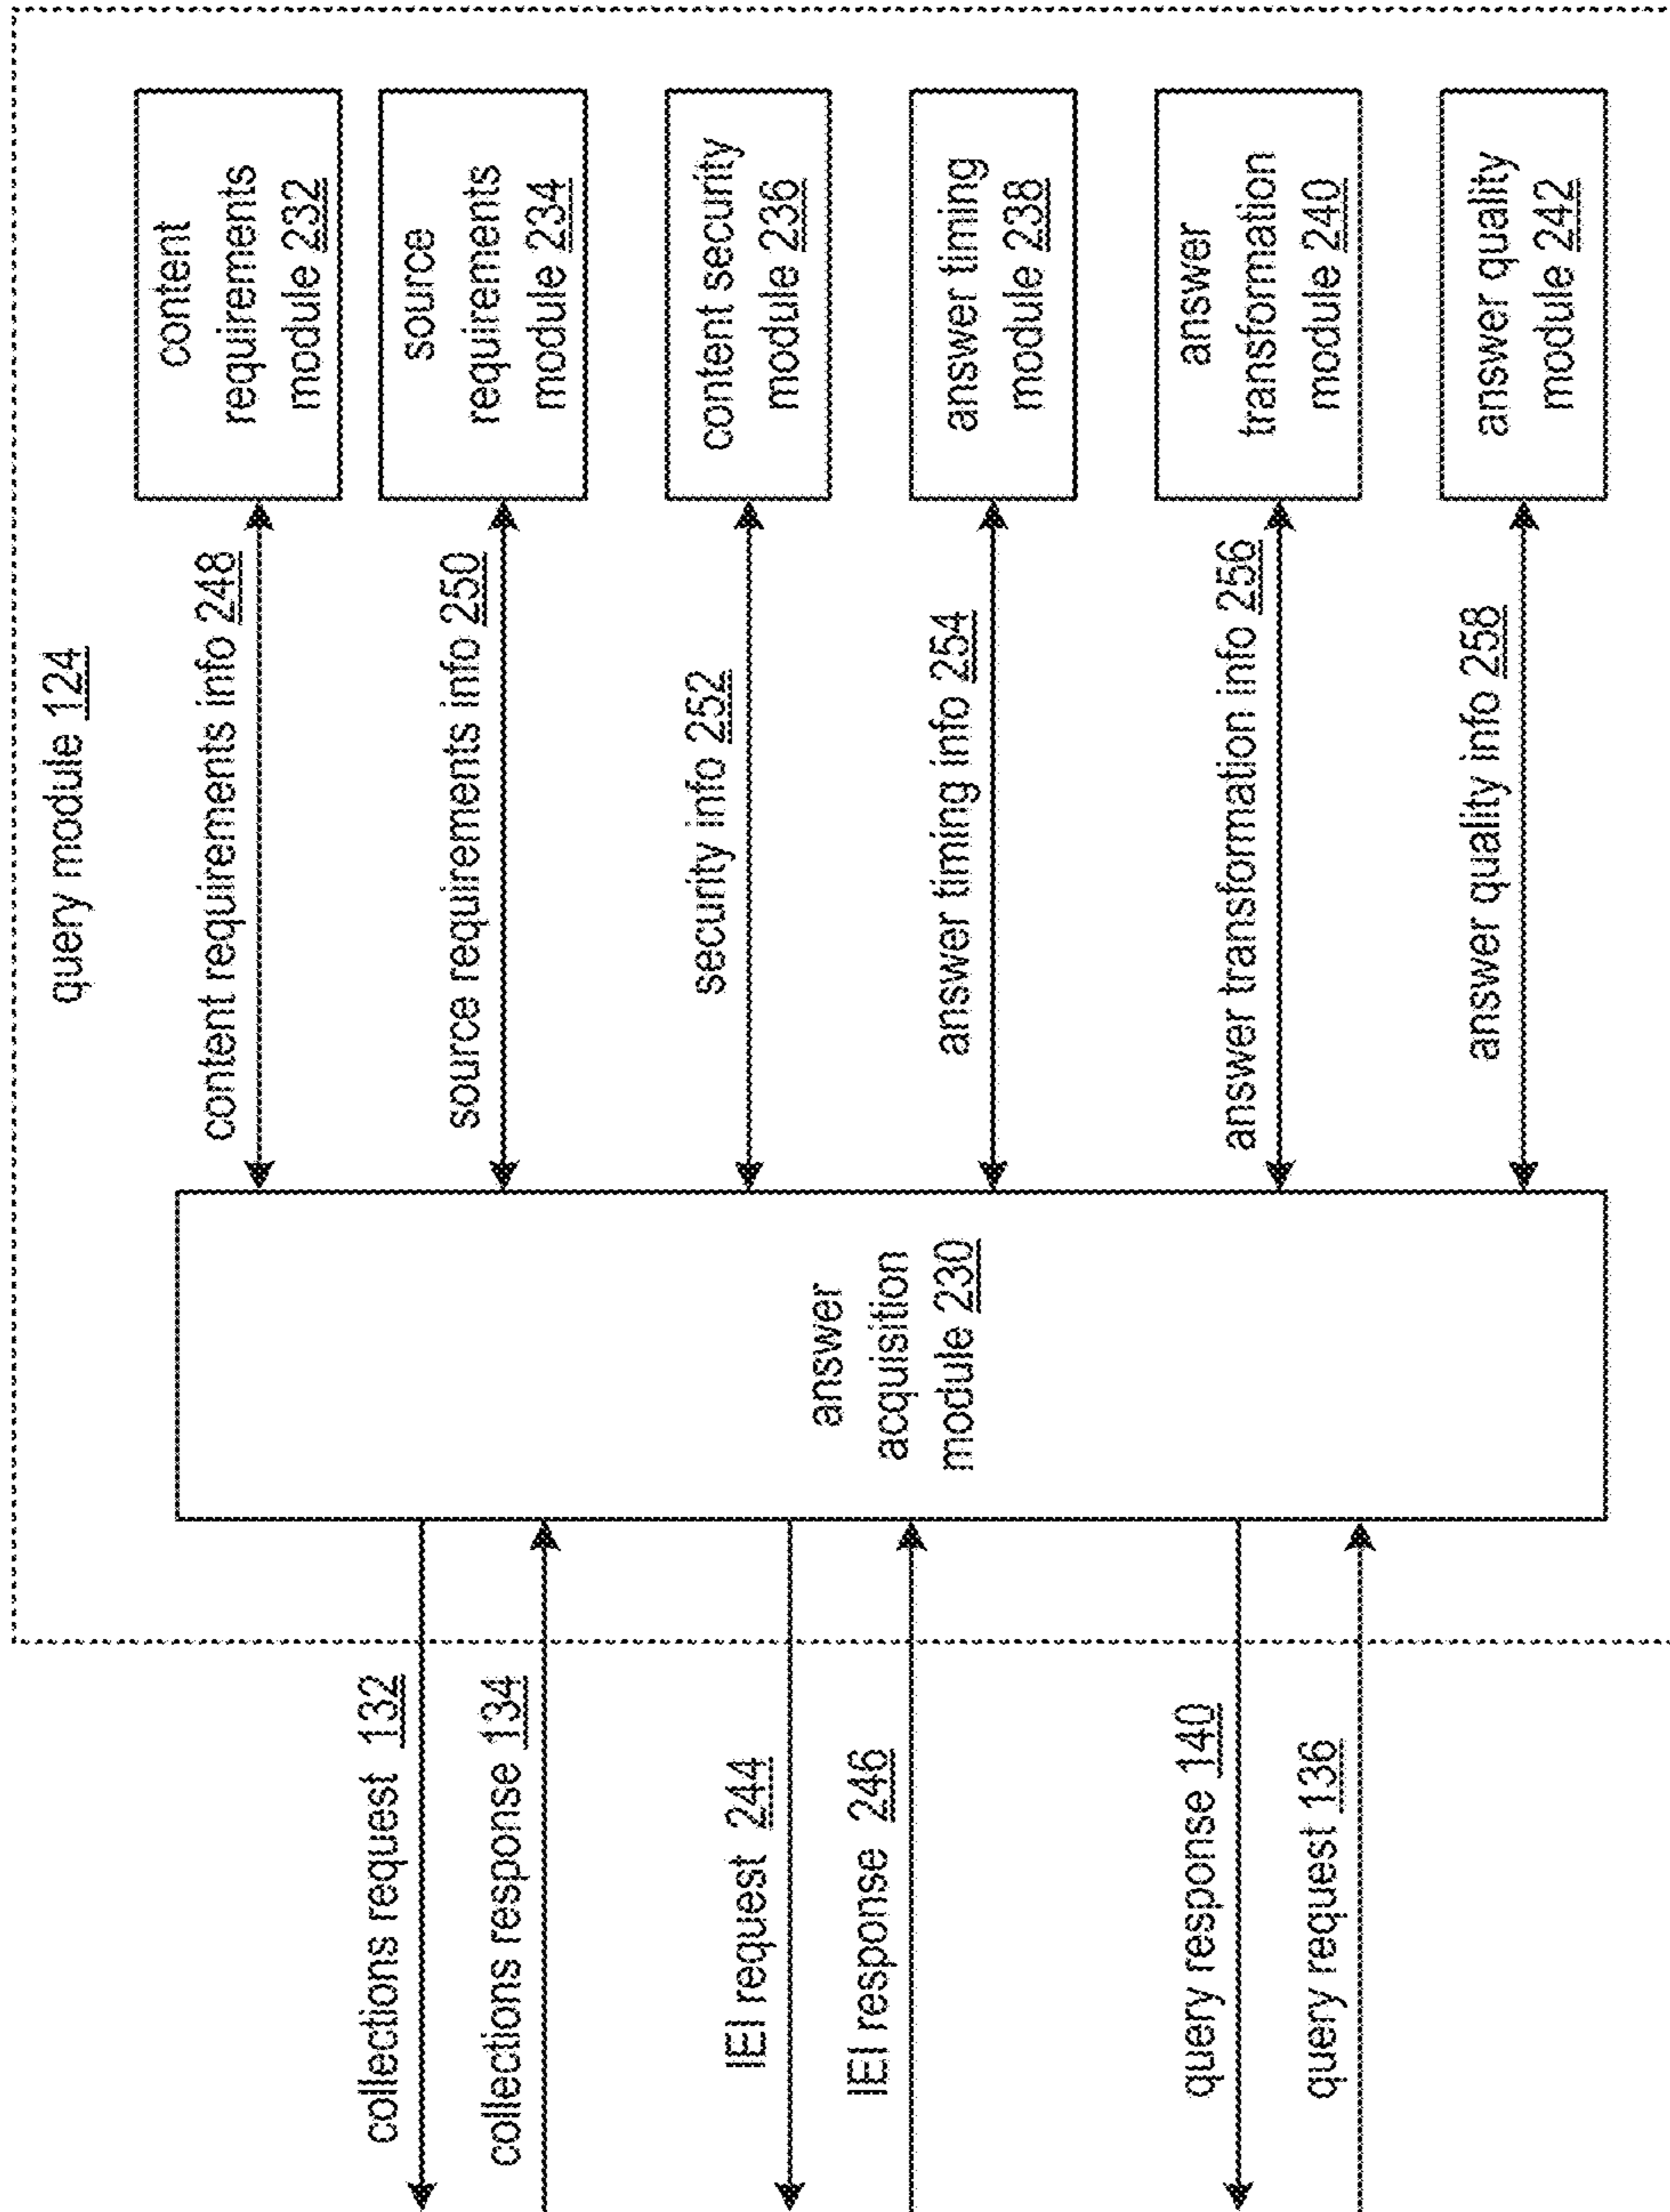 query module 124
collections request 132
collections response 134
IEI request 244
IEI response 246
query response 140
query request 136
answer
acquisition
module 230
content requirements info 248
source requirements info 250
security info 252
answer timing info 254
answer transformation info 256
answer quality info 258
content
requirements
module 232
source
requirements
module 234
content security
module 236
answer timing
module 238
answer
transformation
module 240
answer quality
module 242